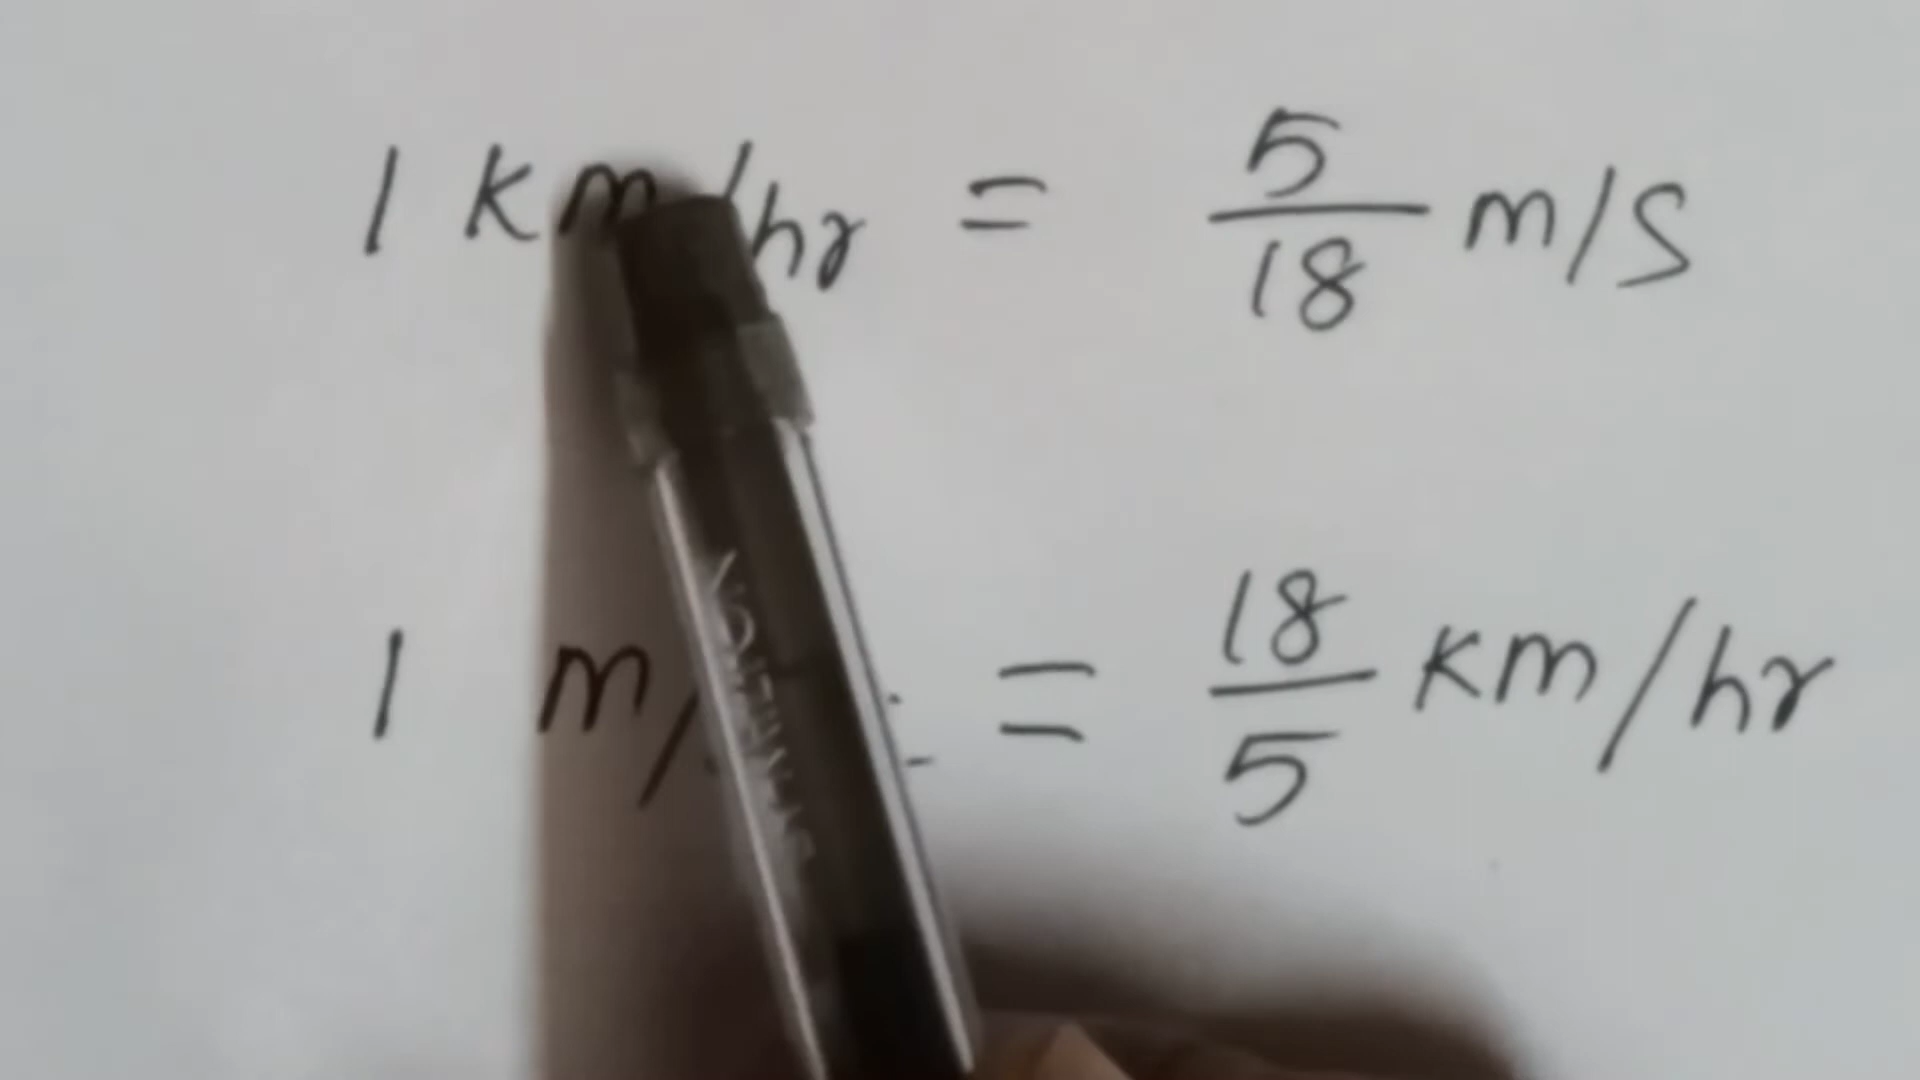 1 Km/hr = 5/18 m/s
1 m/ = 18/5 Km/hr